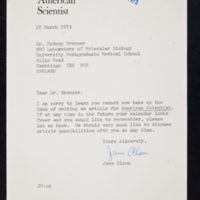 American
Scientist
27 March 1973
Dr. Sydney Brenner
MRC Laboratory of Molecular Biology
University Postgraduate Medical School
Hills Road
Cambridge CB2 2QH
ENGLAND
Dear Dr. Brenner:
I am sorry to learn you cannot now take up the
idea of writing an article for American Scientist.
If at any time in the future your calendar looks
freer and you would like to reconsider, please
let us know. We should very much like to discuss
article possibilities with you at any time.
Yours sincerely,
Jane Olson
Jane Olson
JO: